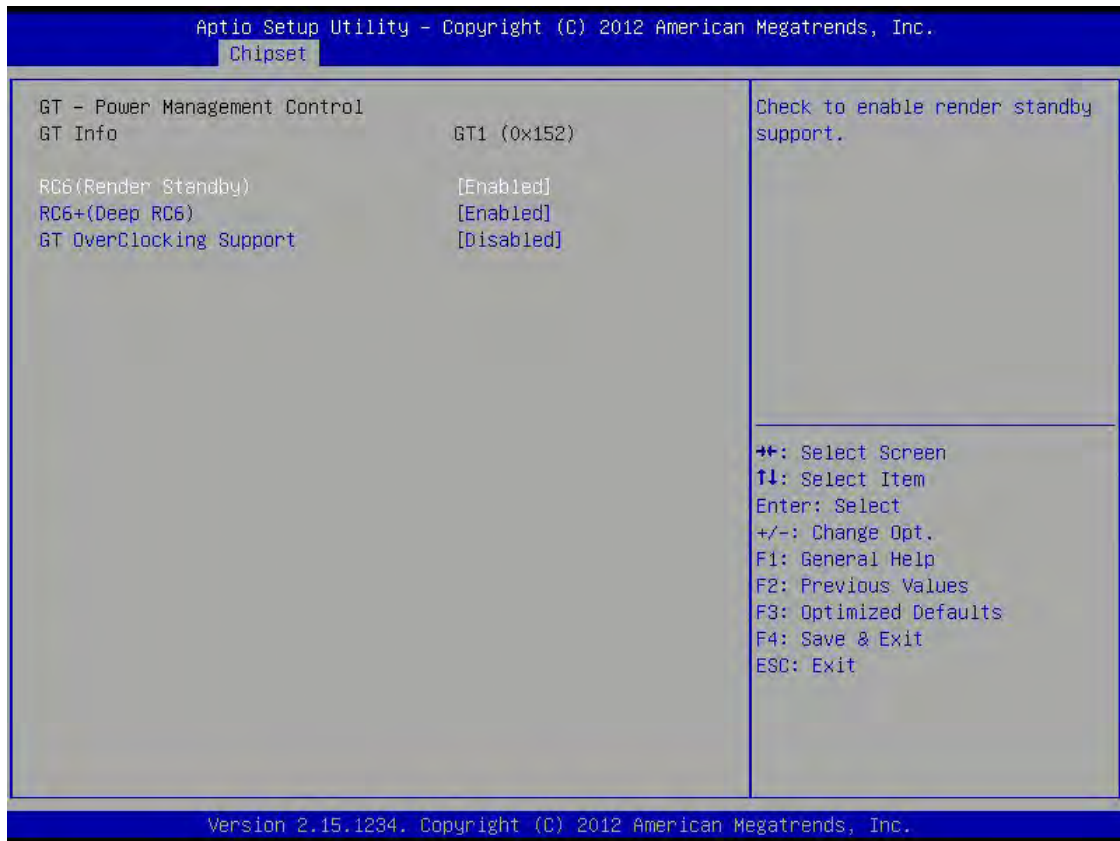 Aptio Setup Utility – Copyright (C) 2012 American Megatrends, Inc.
Chipset
GT – Power Management Control
GT Info GT1 (0x152)
RC6(Render Standby) [Enabled]
RC6+(Deep RC6) [Enabled]
GT OverClocking Support [Disabled]
Check to enable render standby
support.
→←: Select Screen
↑↓: Select Item
Enter: Select
+/-: Change Opt.
F1: General Help
F2: Previous Values
F3: Optimized Defaults
F4: Save & Exit
ESC: Exit
Version 2.15.1234. Copyright (C) 2012 American Megatrends, Inc.